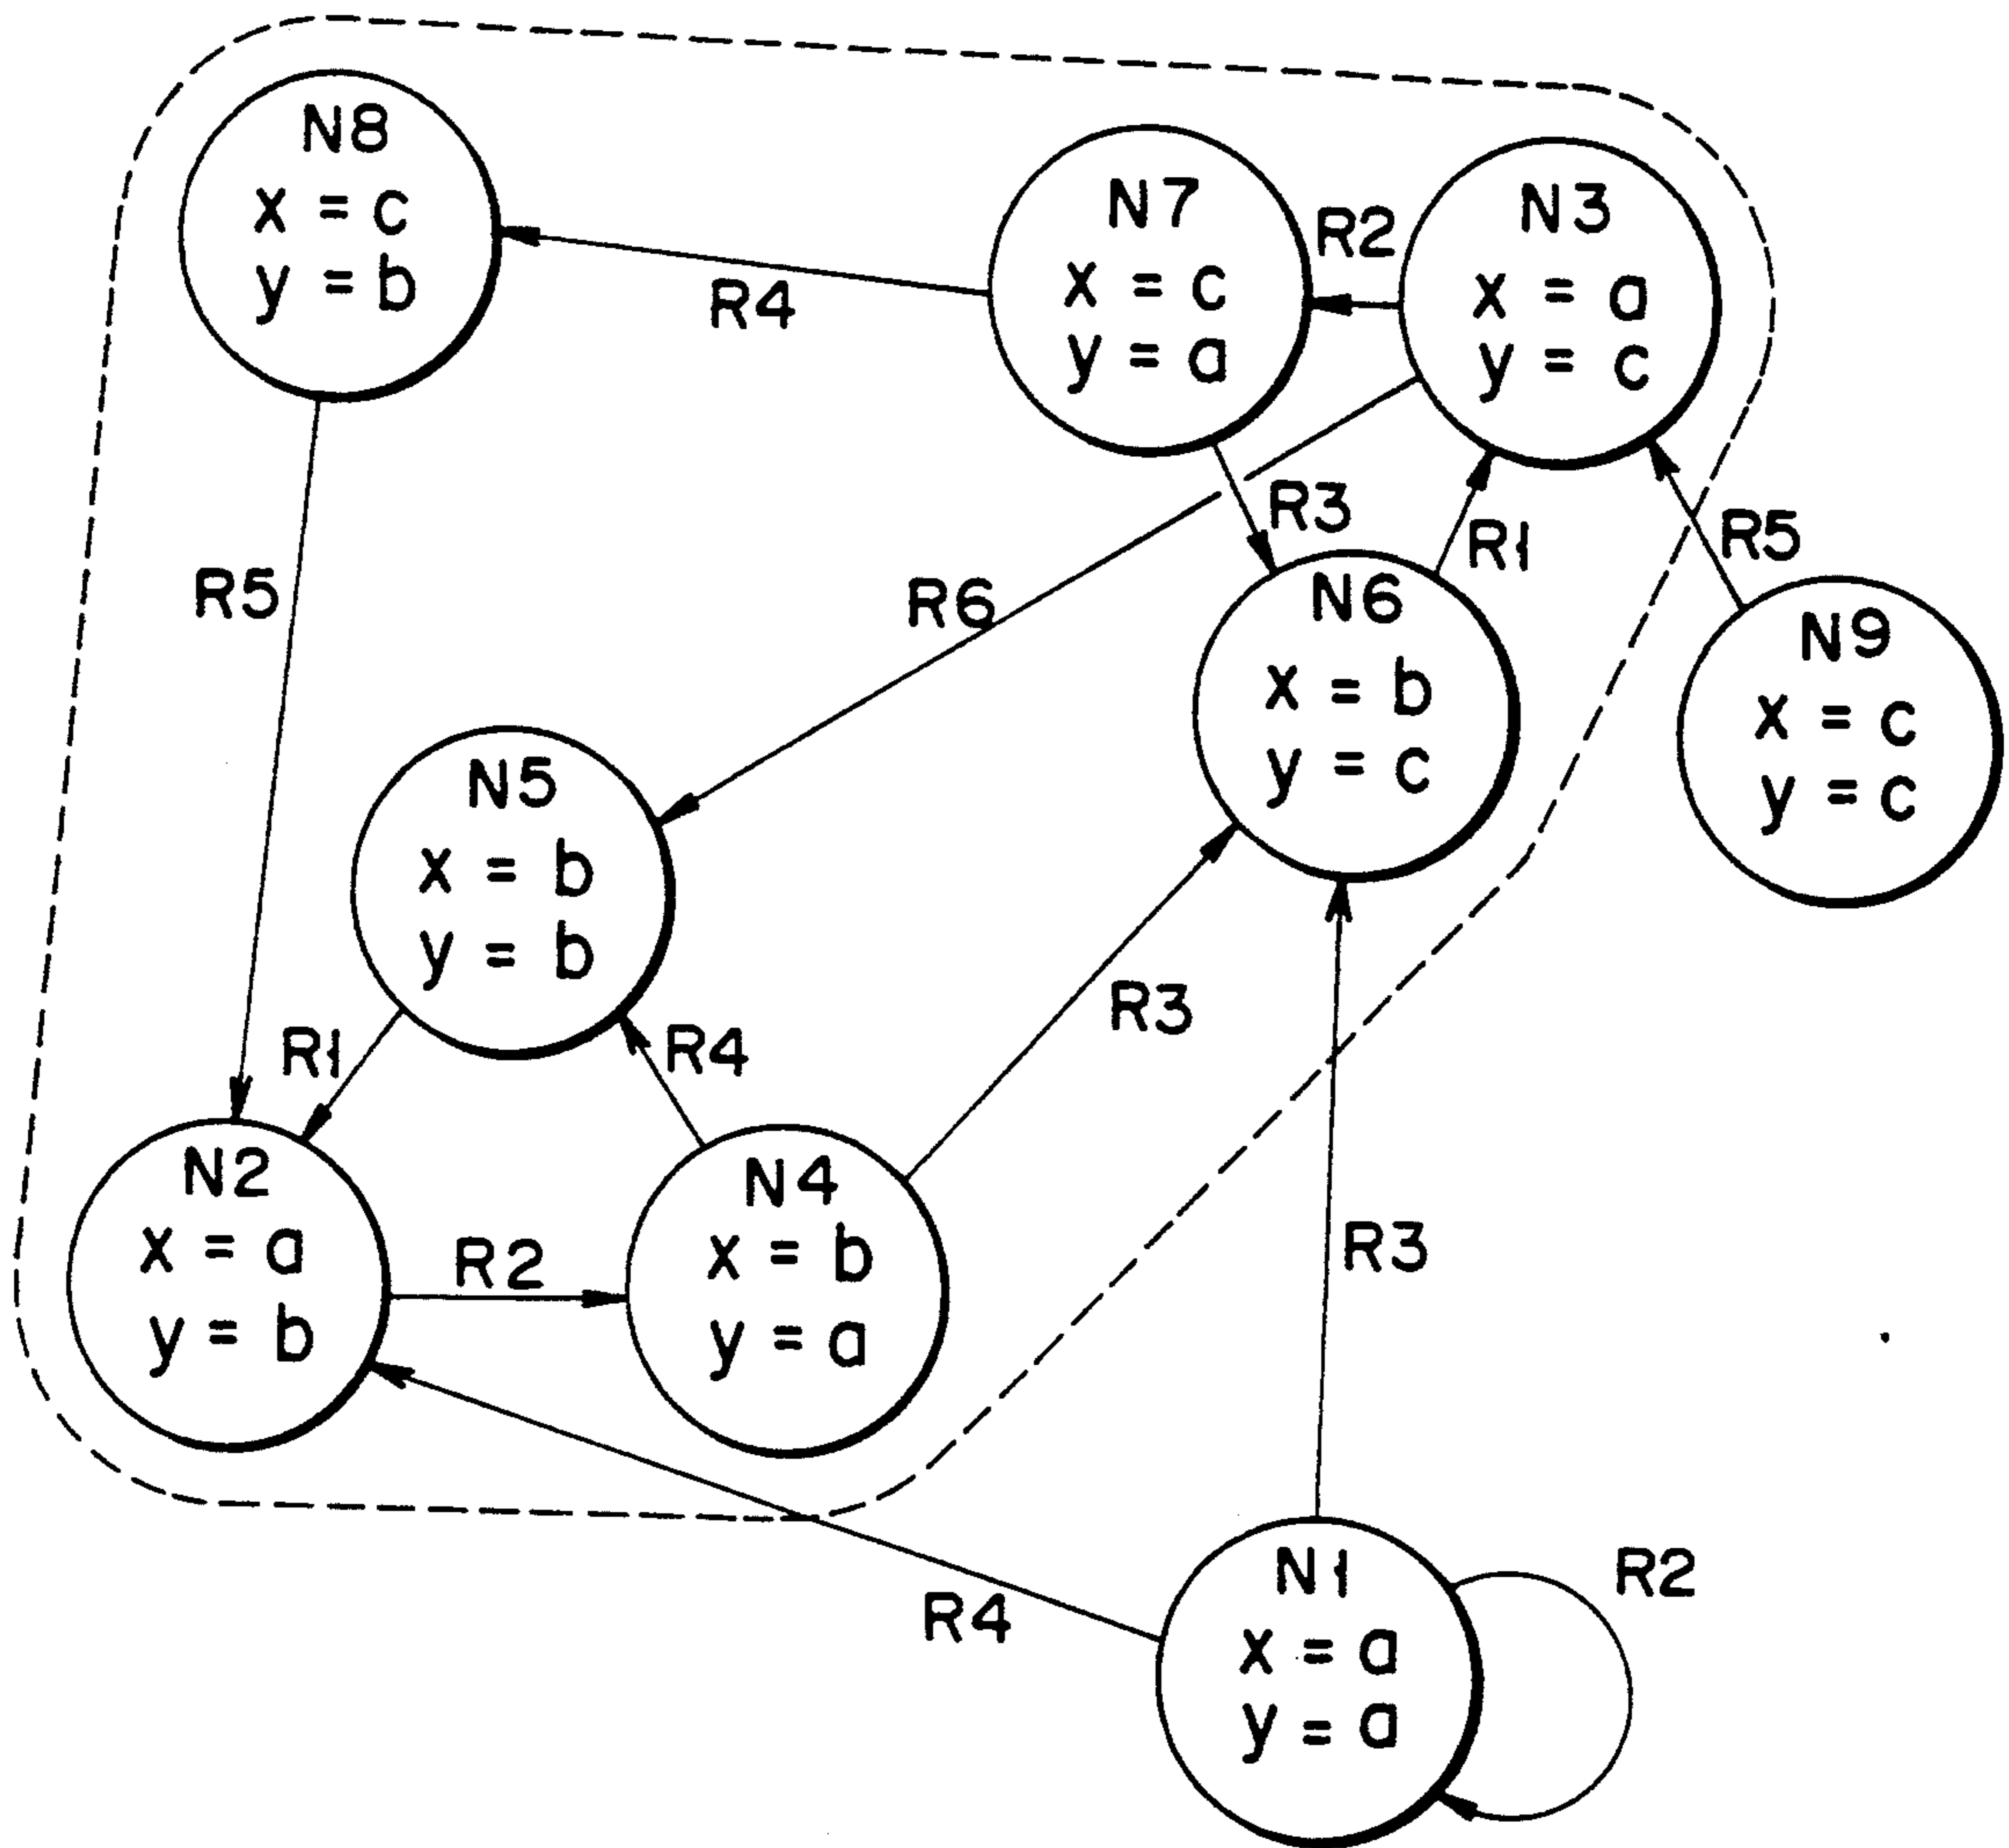 N8
x = c
y = b
N7
x = c
y = a
R2
N3
x = a
y = c
R4
R3
R1
R5
R5
R6
N6
x = b
y = c
N9
x = c
y = c
N5
x = b
y = b
R1
R4
R3
N2
x = a
y = b
R2
N4
x = b
y = a
R3
R4
N1
x = a
y = a
R2